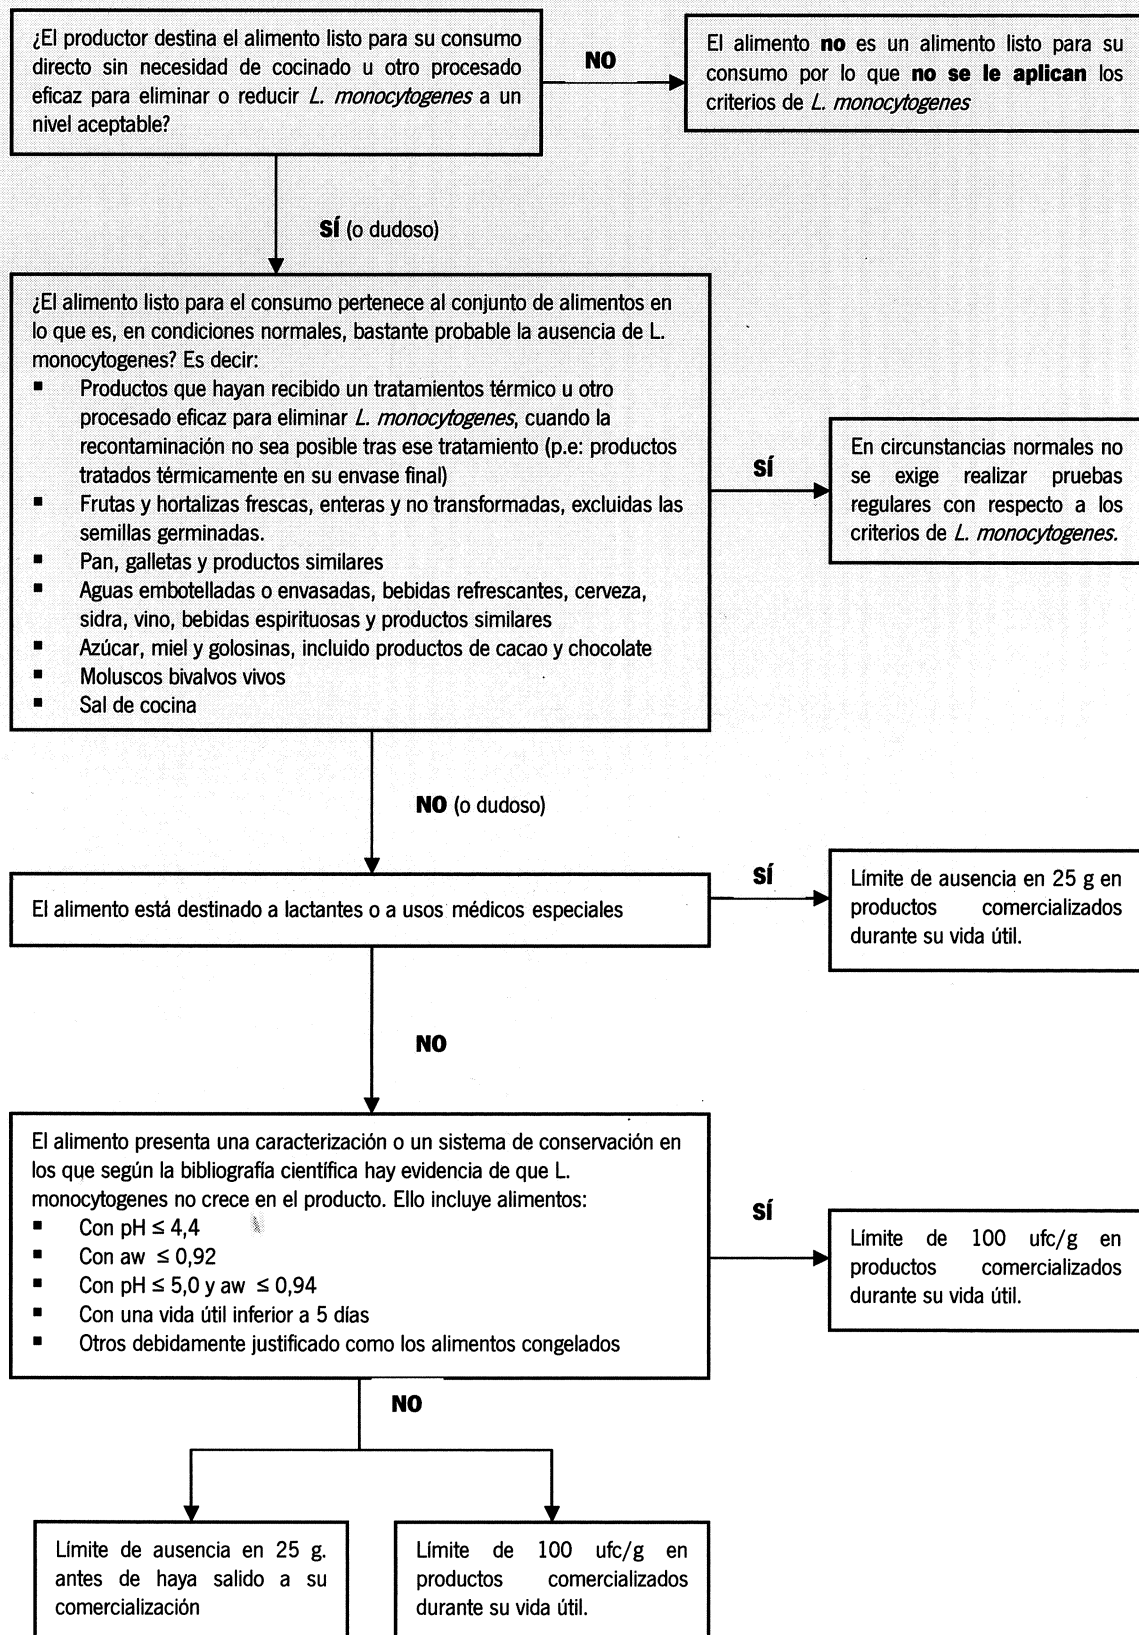 ¿El productor destina el alimento listo para su consumo
directo sin necesidad de cocinado u otro procesado
eficaz para eliminar o reducir L. monocytogenes a un
nivel aceptable?
NO
El alimento no es un alimento listo para su
consumo por lo que no se le aplican los
criterios de L. monocytogenes
SÍ (o dudoso)
¿El alimento listo para el consumo pertenece al conjunto de alimentos en
lo que es, en condiciones normales, bastante probable la ausencia de L.
monocytogenes? Es decir:
▪ Productos que hayan recibido un tratamientos térmico u otro
procesado eficaz para eliminar L. monocytogenes, cuando la
recontaminación no sea posible tras ese tratamiento (p.e: productos
tratados térmicamente en su envase final)
▪ Frutas y hortalizas frescas, enteras y no transformadas, excluidas las
semillas germinadas.
▪ Pan, galletas y productos similares
▪ Aguas embotelladas o envasadas, bebidas refrescantes, cerveza,
sidra, vino, bebidas espirituosas y productos similares
▪ Azúcar, miel y golosinas, incluido productos de cacao y chocolate
▪ Moluscos bivalvos vivos
▪ Sal de cocina
SÍ
En circunstancias normales no
se exige realizar pruebas
regulares con respecto a los
criterios de L. monocytogenes.
NO (o dudoso)
El alimento está destinado a lactantes o a usos médicos especiales
SÍ
Límite de ausencia en 25 g en
productos comercializados
durante su vida útil.
NO
El alimento presenta una caracterización o un sistema de conservación en
los que según la bibliografía científica hay evidencia de que L.
monocytogenes no crece en el producto. Ello incluye alimentos:
▪ Con pH ≤ 4,4
▪ Con aw ≤ 0,92
▪ Con pH ≤ 5,0 y aw ≤ 0,94
▪ Con una vida útil inferior a 5 días
▪ Otros debidamente justificado como los alimentos congelados
SÍ
Límite de 100 ufc/g en
productos comercializados
durante su vida útil.
NO
Límite de ausencia en 25 g.
antes de haya salido a su
comercialización
Límite de 100 ufc/g en
productos comercializados
durante su vida útil.